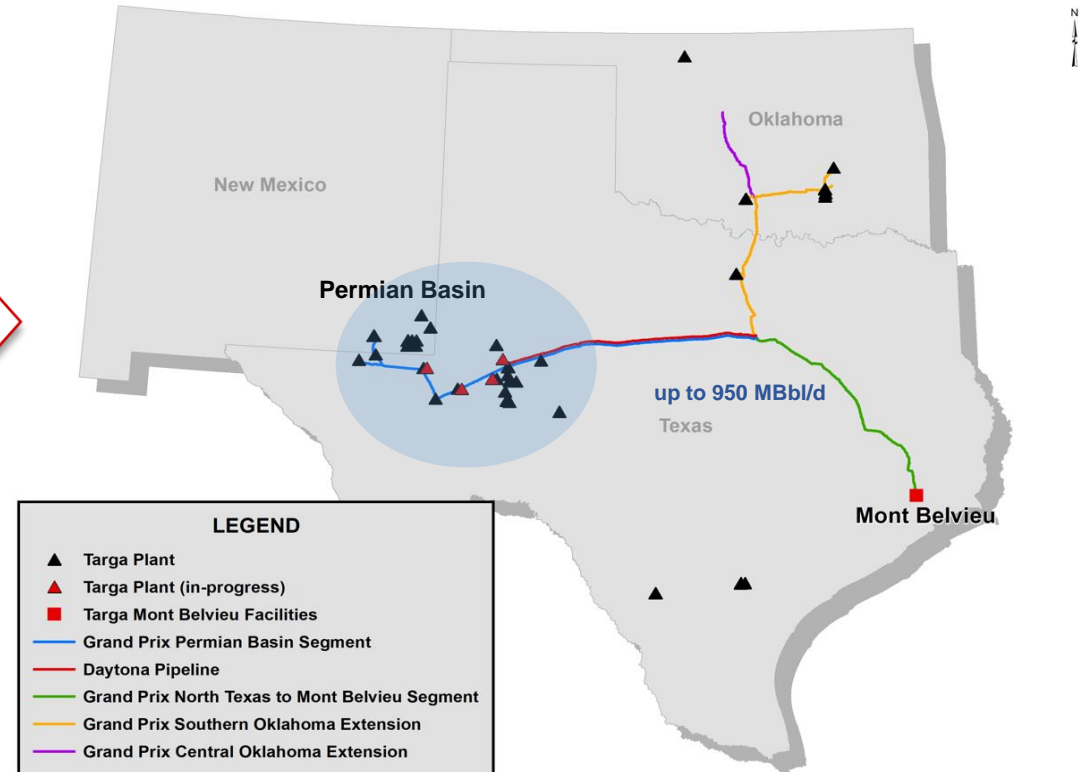 N
Oklahoma
New Mexico
Permian Basin
up to 950 MBbl/d
Texas
Mont Belvieu
LEGEND
Targa Plant
Targa Plant (in-progress)
Targa Mont Belvieu Facilities
Grand Prix Permian Basin Segment
Daytona Pipeline
Grand Prix North Texas to Mont Belvieu Segment
Grand Prix Southern Oklahoma Extension
Grand Prix Central Oklahoma Extension